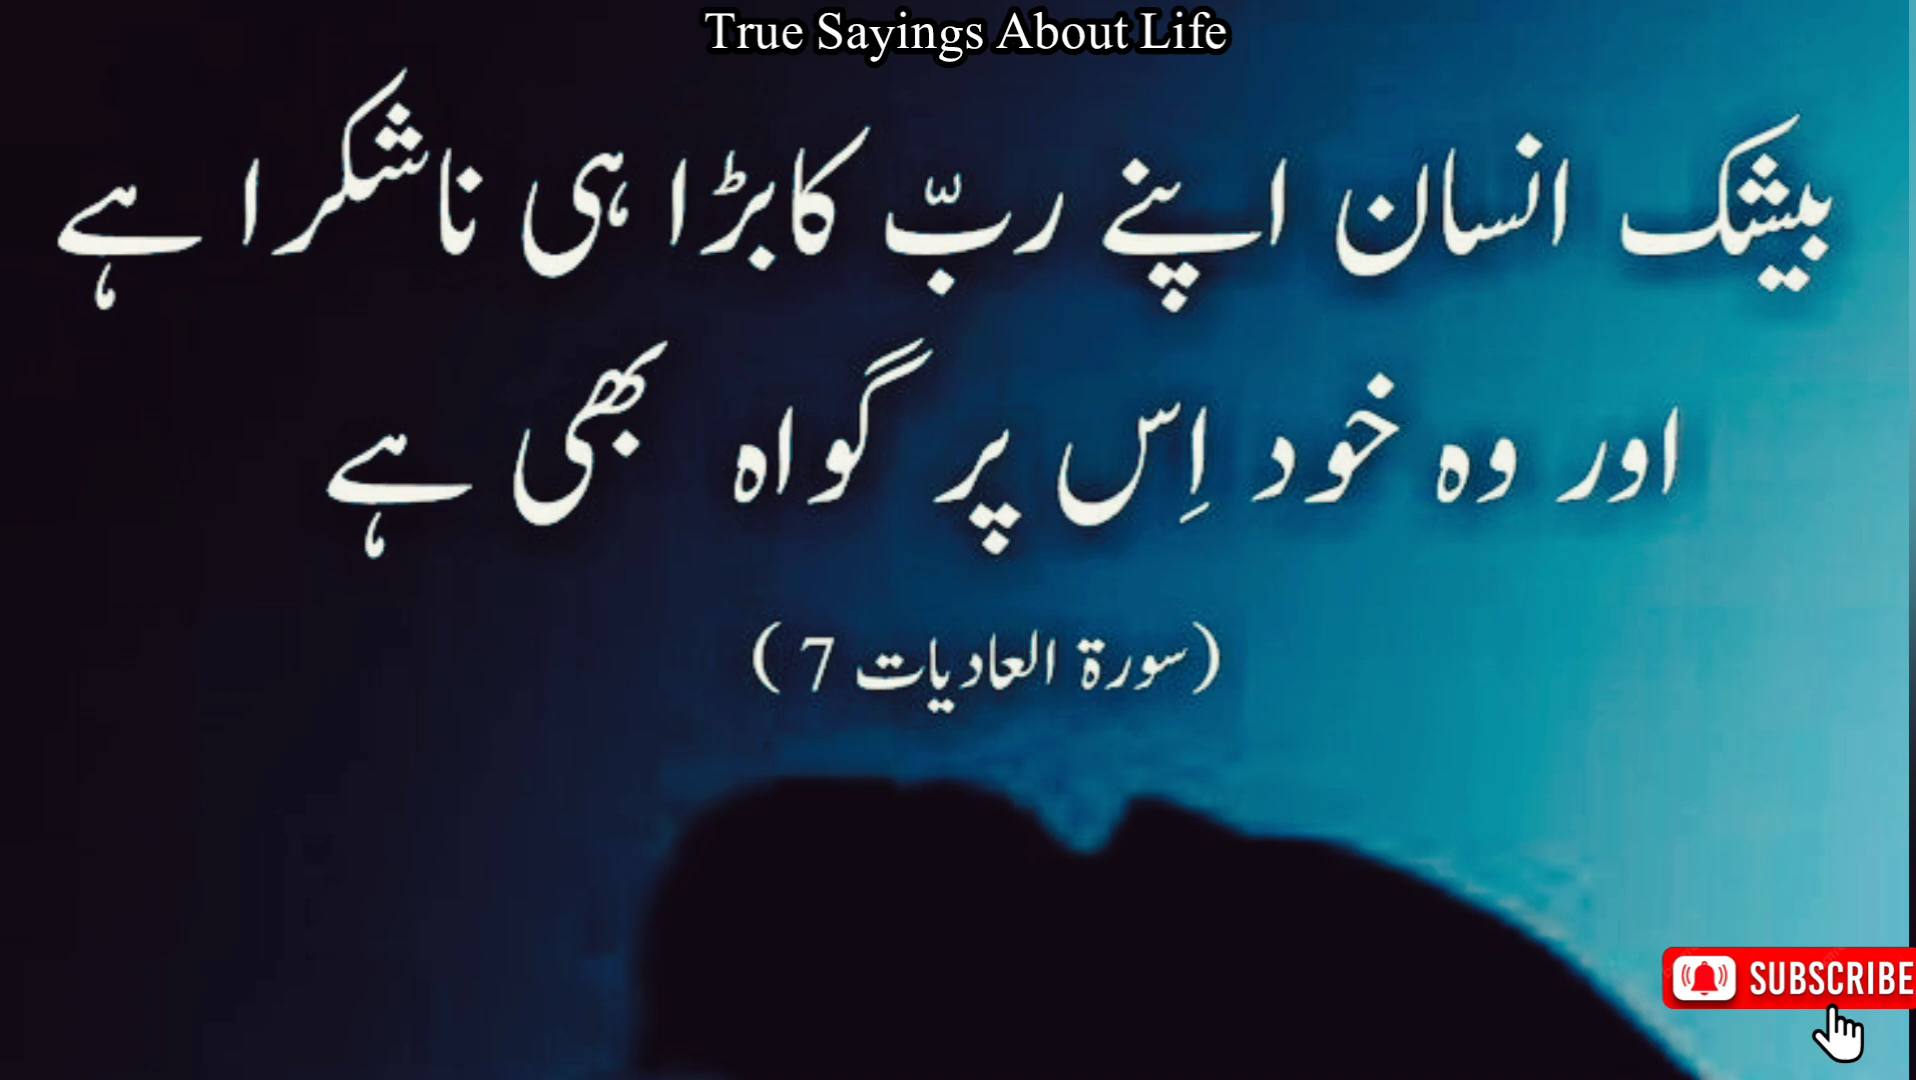 True Sayings About Life
بیشک انسان اپنے ربّ کا بڑا ہی ناشکرا ہے
اور وہ خود اِس پر گواہ بھی ہے
(سورة العادیات 7 )
SUBSCRIBE